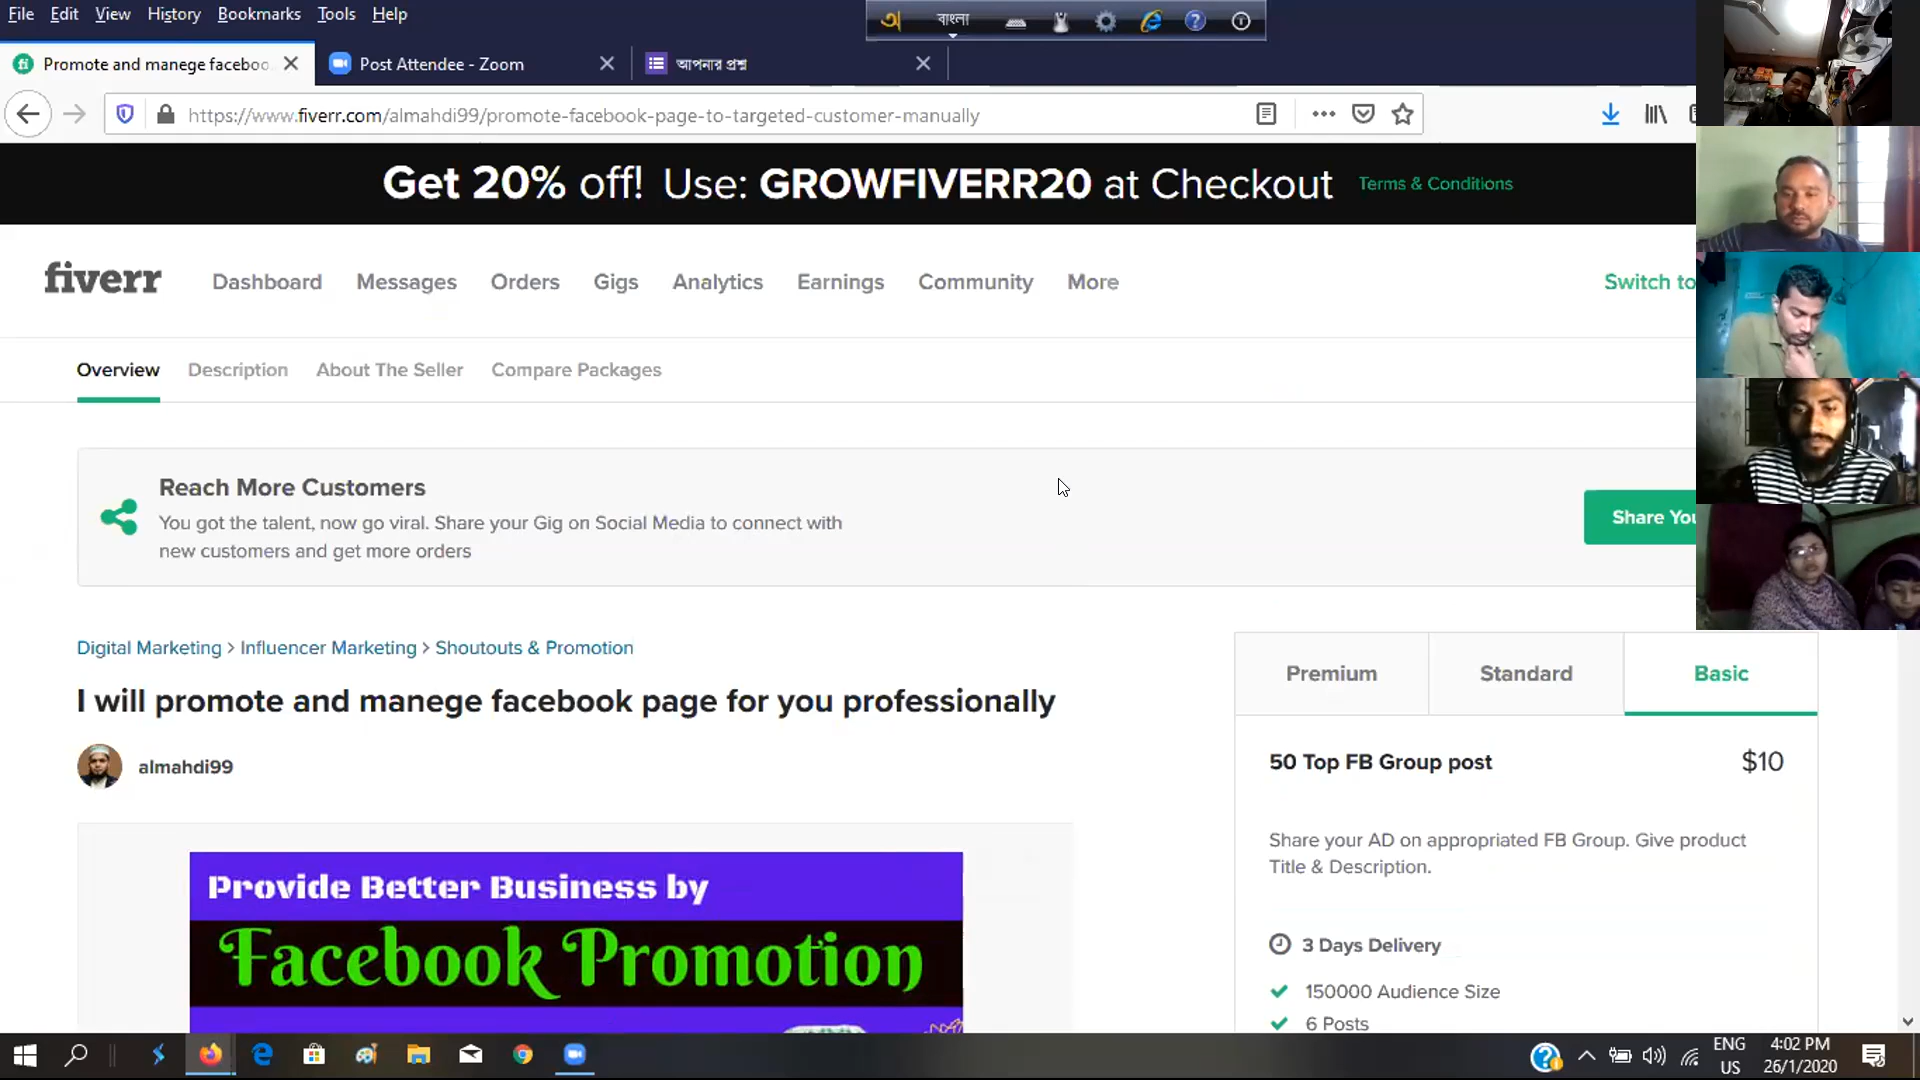 File Edit View History Bookmarks Tools Help
অ বাংলা
Promote and manege faceboo
Post Attendee - Zoom
আপনার প্রশ্ন
https://www.fiverr.com/almahdi99/promote-facebook-page-to-targeted-customer-manually
Get 20% off! Use: GROWFIVERR20 at Checkout Terms & Conditions
fiverr
Dashboard Messages Orders Gigs Analytics Earnings Community More Switch to
Overview Description About The Seller Compare Packages
Reach More Customers
You got the talent, now go viral. Share your Gig on Social Media to connect with
new customers and get more orders
Share You
Digital Marketing > Influencer Marketing > Shoutouts & Promotion
I will promote and manege facebook page for you professionally
almahdi99
Provide Better Business by
Facebook Promotion
Premium Standard Basic
50 Top FB Group post $10
Share your AD on appropriated FB Group. Give product
Title & Description.
3 Days Delivery
150000 Audience Size
6 Posts
ENG
US
4:02 PM
26/1/2020